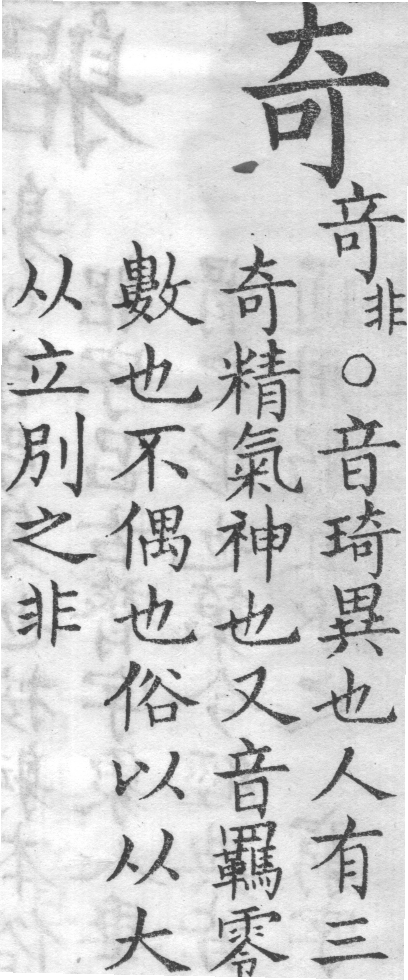 奇
竒非○音琦異也人有三
奇精氣神也又音羈零
數也不偶也俗以从大
从立別之非